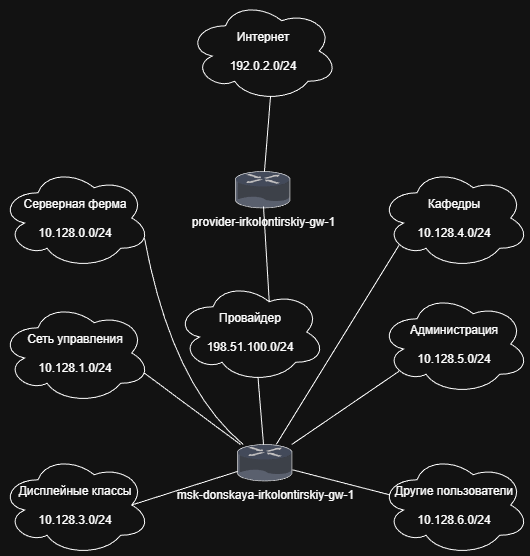 Интернет
192.0.2.0/24
provider-irkolontirskiy-gw-1
Серверная ферма
10.128.0.0/24
Кафедры
10.128.4.0/24
Провайдер
198.51.100.0/24
Сеть управления
10.128.1.0/24
Администрация
10.128.5.0/24
msk-donskaya-irkolontirskiy-gw-1
Дисплейные классы
10.128.3.0/24
Другие пользователи
10.128.6.0/24